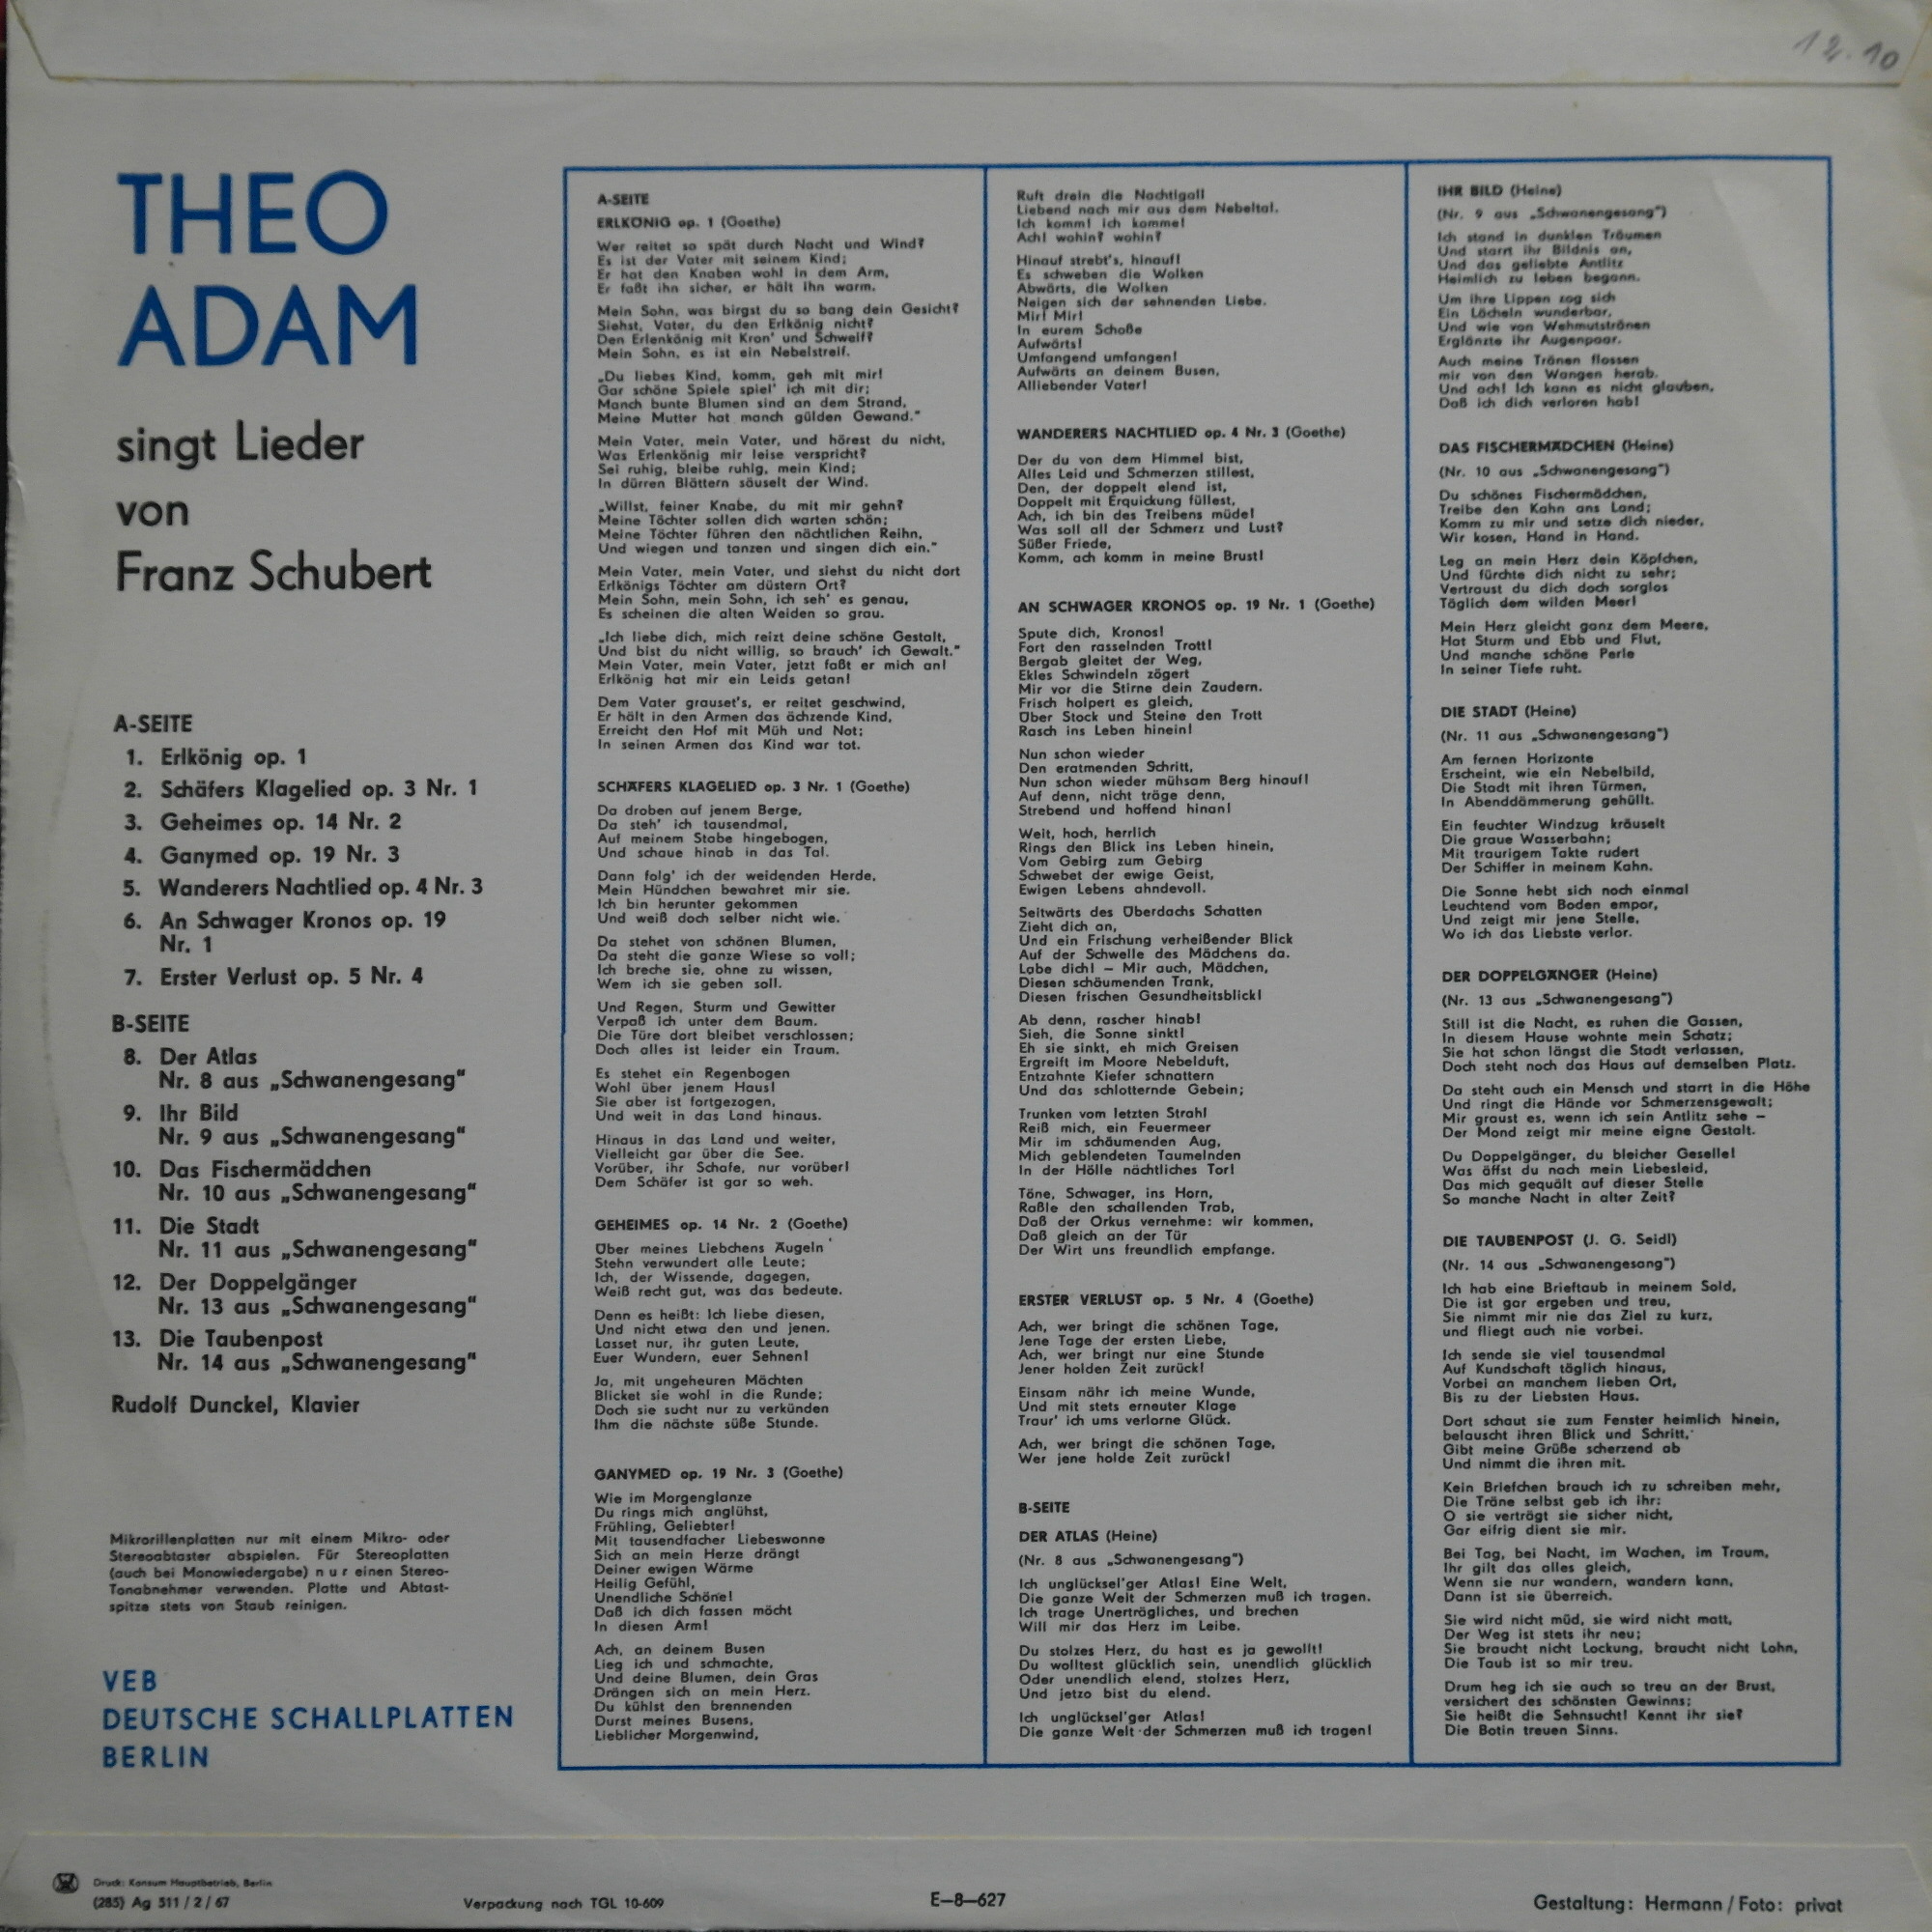 12.10
THEO
ADAM
singt Lieder
von
Franz Schubert
A-SEITE
1. Erlkönig op. 1
2. Schäfers Klagelied op. 3 Nr. 1
3. Geheimes op. 14 Nr. 2
4. Ganymed op. 19 Nr. 3
5. Wanderers Nachtlied op. 4 Nr. 3
6. An Schwager Kronos op. 19
Nr. 1
7. Erster Verlust op. 5 Nr. 4
B-SEITE
8. Der Atlas
Nr. 8 aus „Schwanengesang“
9. Ihr Bild
Nr. 9 aus „Schwanengesang“
10. Das Fischermädchen
Nr. 10 aus „Schwanengesang“
11. Die Stadt
Nr. 11 aus „Schwanengesang“
12. Der Doppelgänger
Nr. 13 aus „Schwanengesang“
13. Die Taubenpost
Nr. 14 aus „Schwanengesang“
Rudolf Dunckel, Klavier
Mikrorillenplatten nur mit einem Mikro- oder
Stereoabtaster abspielen. Für Stereoplatten
(auch bei Monowiedergabe) n u r einen Stereo-
Tonabnehmer verwenden. Platte und Abtast-
spitze stets von Staub reinigen.
VEB
DEUTSCHE SCHALLPLATTEN
BERLIN
A-SEITE
ERLKÖNIG op. 1 (Goethe)
Wer reitet so spät durch Nacht und Wind?
Es ist der Vater mit seinem Kind;
Er hat den Knaben wohl in dem Arm,
Er faßt ihn sicher, er hält ihn warm.
Mein Sohn, was birgst du so bang dein Gesicht?
Siehst, Vater, du den Erlkönig nicht?
Den Erlenkönig mit Kron' und Schweif?
Mein Sohn, es ist ein Nebelstreif.
„Du liebes Kind, komm, geh mit mir!
Gar schöne Spiele spiel' ich mit dir;
Manch bunte Blumen sind an dem Strand,
Meine Mutter hat manch gülden Gewand.“
Mein Vater, mein Vater, und hörest du nicht,
Was Erlenkönig mir leise verspricht?
Sei ruhig, bleibe ruhig, mein Kind;
In dürren Blättern säuselt der Wind.
„Willst, feiner Knabe, du mit mir gehn?
Meine Töchter sollen dich warten schön;
Meine Töchter führen den nächtlichen Reihn,
Und wiegen und tanzen und singen dich ein.“
Mein Vater, mein Vater, und siehst du nicht dort
Erlkönigs Töchter am düstern Ort?
Mein Sohn, mein Sohn, ich seh' es genau,
Es scheinen die alten Weiden so grau.
„Ich liebe dich, mich reizt deine schöne Gestalt,
Und bist du nicht willig, so brauch' ich Gewalt.“
Mein Vater, mein Vater, jetzt faßt er mich an!
Erlkönig hat mir ein Leids getan!
Dem Vater grauset's, er reitet geschwind,
Er hält in den Armen das ächzende Kind,
Erreicht den Hof mit Müh und Not;
In seinen Armen das Kind war tot.
SCHÄFERS KLAGELIED op. 3 Nr. 1 (Goethe)
Da droben auf jenem Berge,
Da steh' ich tausendmal,
Auf meinem Stabe hingebogen,
Und schaue hinab in das Tal.
Dann folg' ich der weidenden Herde,
Mein Hündchen bewahret mir sie.
Ich bin herunter gekommen
Und weiß doch selber nicht wie.
Da stehet von schönen Blumen,
Da steht die ganze Wiese so voll;
Ich breche sie, ohne zu wissen,
Wem ich sie geben soll.
Und Regen, Sturm und Gewitter
Verpaß ich unter dem Baum.
Die Türe dort bleibet verschlossen;
Doch alles ist leider ein Traum.
Es stehet ein Regenbogen
Wohl über jenem Haus!
Sie aber ist fortgezogen,
Und weit in das Land hinaus.
Hinaus in das Land und weiter,
Vielleicht gar über die See.
Vorüber, ihr Schafe, nur vorüber!
Dem Schäfer ist gar so weh.
GEHEIMES op. 14 Nr. 2 (Goethe)
Über meines Liebchens Äugeln
Stehn verwundert alle Leute;
Ich, der Wissende, dagegen,
Weiß recht gut, was das bedeute.
Denn es heißt: Ich liebe diesen,
Und nicht etwa den und jenen.
Lasset nur, ihr guten Leute,
Euer Wundern, euer Sehnen!
Ja, mit ungeheuren Mächten
Blicket sie wohl in die Runde;
Doch sie sucht nur zu verkünden
Ihm die nächste süße Stunde.
GANYMED op. 19 Nr. 3 (Goethe)
Wie im Morgenglanze
Du rings mich anglühst,
Frühling, Geliebter!
Mit tausendfacher Liebeswonne
Sich an mein Herze drängt
Deiner ewigen Wärme
Heilig Gefühl,
Unendliche Schöne!
Daß ich dich fassen möcht
In diesen Arm!
Ach, an deinem Busen
Lieg ich und schmachte,
Und deine Blumen, dein Gras
Drängen sich an mein Herz.
Du kühlst den brennenden
Durst meines Busens,
Lieblicher Morgenwind,
Ruft drein die Nachtigall
Liebend nach mir aus dem Nebeltal.
Ich komm! ich komme!
Ach! wohin? wohin?
Hinauf strebt's, hinauf!
Es schweben die Wolken
Abwärts, die Wolken
Neigen sich der sehnenden Liebe.
Mir! Mir!
In eurem Schoße
Aufwärts!
Umfangend umfangen!
Aufwärts an deinem Busen,
Alliebender Vater!
WANDERERS NACHTLIED op. 4 Nr. 3 (Goethe)
Der du von dem Himmel bist,
Alles Leid und Schmerzen stillest,
Den, der doppelt elend ist,
Doppelt mit Erquickung füllest,
Ach, ich bin des Treibens müde!
Was soll all der Schmerz und Lust?
Süßer Friede,
Komm, ach komm in meine Brust!
AN SCHWAGER KRONOS op. 19 Nr. 1 (Goethe)
Spute dich, Kronos!
Fort den rasselnden Trott!
Bergab gleitet der Weg,
Ekles Schwindeln zögert
Mir vor die Stirne dein Zaudern.
Frisch holpert es gleich,
Über Stock und Steine den Trott
Rasch ins Leben hinein!
Nun schon wieder
Den eratmenden Schritt,
Nun schon wieder mühsam Berg hinauf!
Auf denn, nicht träge denn,
Strebend und hoffend hinan!
Weit, hoch, herrlich
Rings den Blick ins Leben hinein,
Vom Gebirg zum Gebirg
Schwebet der ewige Geist,
Ewigen Lebens ahndevoll.
Seitwärts des Überdachs Schatten
Zieht dich an,
Und ein Frischung verheißender Blick
Auf der Schwelle des Mädchens da.
Labe dich! – Mir auch, Mädchen,
Diesen schäumenden Trank,
Diesen frischen Gesundheitsblick!
Ab denn, rascher hinab!
Sieh, die Sonne sinkt!
Eh sie sinkt, eh mich Greisen
Ergreift im Moore Nebelduft,
Entzahnte Kiefer schnattern
Und das schlotternde Gebein;
Trunken vom letzten Strahl
Reiß mich, ein Feuermeer
Mir im schäumenden Aug,
Mich geblendeten Taumelnden
In der Hölle nächtliches Tor!
Töne, Schwager, ins Horn,
Raßle den schallenden Trab,
Daß der Orkus vernehme: wir kommen,
Daß gleich an der Tür
Der Wirt uns freundlich empfange.
ERSTER VERLUST op. 5 Nr. 4 (Goethe)
Ach, wer bringt die schönen Tage,
Jene Tage der ersten Liebe,
Ach, wer bringt nur eine Stunde
Jener holden Zeit zurück!
Einsam nähr ich meine Wunde,
Und mit stets erneuter Klage
Traur' ich ums verlorne Glück.
Ach, wer bringt die schönen Tage,
Wer jene holde Zeit zurück!
B-SEITE
DER ATLAS (Heine)
(Nr. 8 aus „Schwanengesang“)
Ich unglücksel'ger Atlas! Eine Welt,
Die ganze Welt der Schmerzen muß ich tragen.
Ich trage Unerträgliches, und brechen
Will mir das Herz im Leibe.
Du stolzes Herz, du hast es ja gewollt!
Du wolltest glücklich sein, unendlich glücklich
Oder unendlich elend, stolzes Herz,
Und jetzo bist du elend.
Ich unglücksel'ger Atlas!
Die ganze Welt der Schmerzen muß ich tragen!
IHR BILD (Heine)
(Nr. 9 aus „Schwanengesang“)
Ich stand in dunklen Träumen
Und starrt ihr Bildnis an,
Und das geliebte Antlitz
Heimlich zu leben begann.
Um ihre Lippen zog sich
Ein Lächeln wunderbar,
Und wie von Wehmutstränen
Erglänzte ihr Augenpaar.
Auch meine Tränen flossen
mir von den Wangen herab.
Und ach! Ich kann es nicht glauben,
Daß ich dich verloren hab!
DAS FISCHERMÄDCHEN (Heine)
(Nr. 10 aus „Schwanengesang“)
Du schönes Fischermädchen,
Treibe den Kahn ans Land;
Komm zu mir und setze dich nieder,
Wir kosen, Hand in Hand.
Leg an mein Herz dein Köpfchen,
Und fürchte dich nicht zu sehr;
Vertraust du dich doch sorglos
Täglich dem wilden Meer!
Mein Herz gleicht ganz dem Meere,
Hat Sturm und Ebb und Flut,
Und manche schöne Perle
In seiner Tiefe ruht.
DIE STADT (Heine)
(Nr. 11 aus „Schwanengesang“)
Am fernen Horizonte
Erscheint, wie ein Nebelbild,
Die Stadt mit ihren Türmen,
In Abenddämmerung gehüllt.
Ein feuchter Windzug kräuselt
Die graue Wasserbahn;
Mit traurigem Takte rudert
Der Schiffer in meinem Kahn.
Die Sonne hebt sich noch einmal
Leuchtend vom Boden empor,
Und zeigt mir jene Stelle,
Wo ich das Liebste verlor.
DER DOPPELGÄNGER (Heine)
(Nr. 13 aus „Schwanengesang“)
Still ist die Nacht, es ruhen die Gassen,
In diesem Hause wohnte mein Schatz;
Sie hat schon längst die Stadt verlassen,
Doch steht noch das Haus auf demselben Platz.
Da steht auch ein Mensch und starrt in die Höhe
Und ringt die Hände vor Schmerzensgewalt;
Mir graust es, wenn ich sein Antlitz sehe –
Der Mond zeigt mir meine eigne Gestalt.
Du Doppelgänger, du bleicher Geselle!
Was äffst du nach mein Liebesleid,
Das mich gequält auf dieser Stelle
So manche Nacht in alter Zeit?
DIE TAUBENPOST (J. G. Seidl)
(Nr. 14 aus „Schwanengesang“)
Ich hab eine Brieftaub in meinem Sold,
Die ist gar ergeben und treu,
Sie nimmt mir nie das Ziel zu kurz,
und fliegt auch nie vorbei.
Ich sende sie viel tausendmal
Auf Kundschaft täglich hinaus,
Vorbei an manchem lieben Ort,
Bis zu der Liebsten Haus.
Dort schaut sie zum Fenster heimlich hinein,
belauscht ihren Blick und Schritt,
Gibt meine Grüße scherzend ab
Und nimmt die ihren mit.
Kein Briefchen brauch ich zu schreiben mehr,
Die Träne selbst geb ich ihr:
O sie verträgt sie sicher nicht,
Gar eifrig dient sie mir.
Bei Tag, bei Nacht, im Wachen, im Traum,
Ihr gilt das alles gleich,
Wenn sie nur wandern, wandern kann,
Dann ist sie überreich.
Sie wird nicht müd, sie wird nicht matt,
Der Weg ist stets ihr neu;
Sie braucht nicht Lockung, braucht nicht Lohn,
Die Taub ist so mir treu.
Drum heg ich sie auch so treu an der Brust,
versichert des schönsten Gewinns;
Sie heißt die Sehnsucht! Kennt ihr sie?
Die Botin treuen Sinns.
Druck: Konsum Hauptbetrieb, Berlin
(285) Ag 511 / 2 / 67
Verpackung nach TGL 10-609
E–8–627
Gestaltung: Hermann / Foto: privat